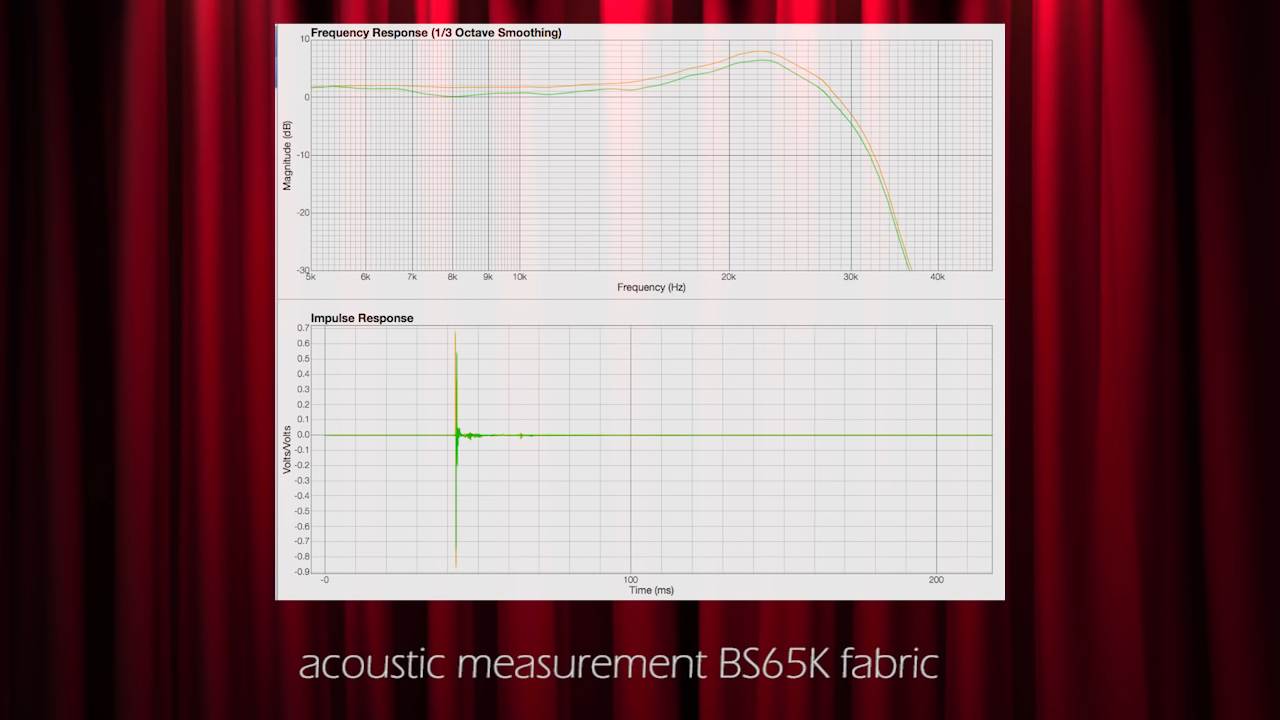 Frequency Response (1/3 Octave Smoothing)
Magnitude (dB)
10
0
-10
-20
-30
5k 6k 7k 8k 9k 10k 20k 30k 40k
Frequency (Hz)
Impulse Response
Volts/Volts
0.7
0.6
0.5
0.4
0.3
0.2
0.1
0.0
-0.1
-0.2
-0.3
-0.4
-0.5
-0.6
-0.7
-0.8
-0.9
-0 100 200
Time (ms)
acoustic measurement BS65K fabric